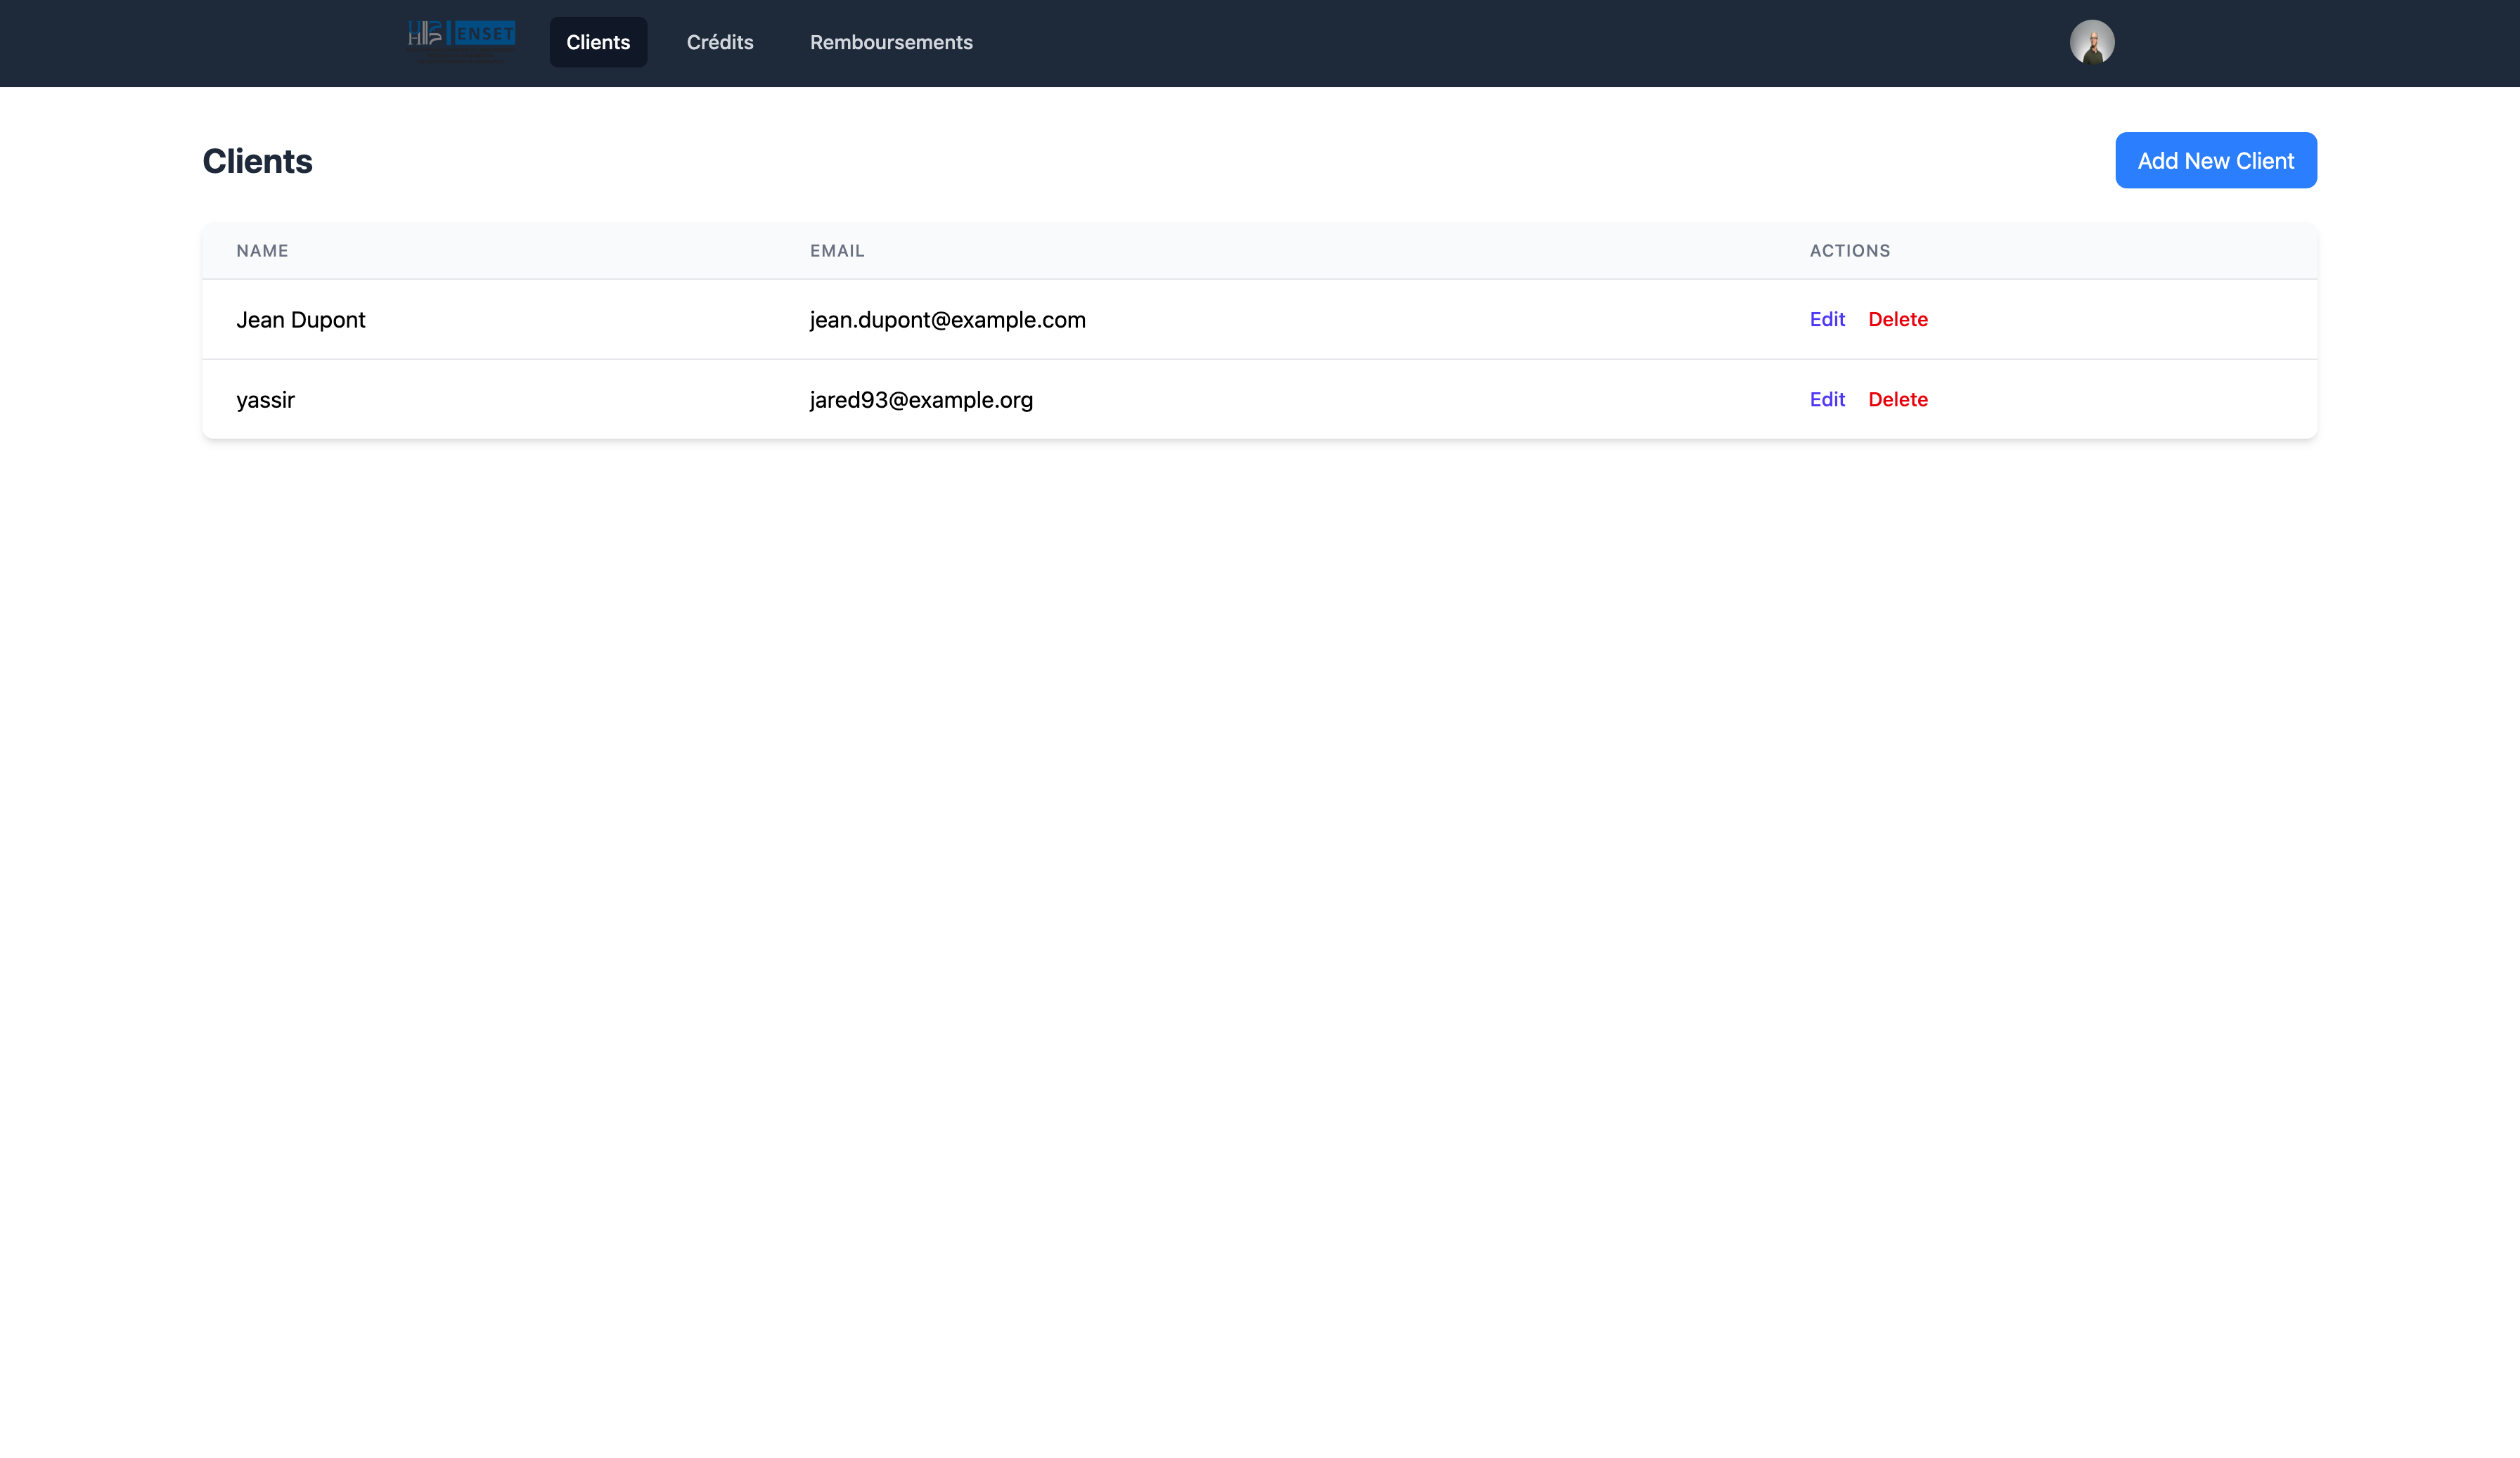 ENSET
Clients
Crédits
Remboursements
Clients
Add New Client
NAME
EMAIL
ACTIONS
Jean Dupont
jean.dupont@example.com
Edit
Delete
yassir
jared93@example.org
Edit
Delete